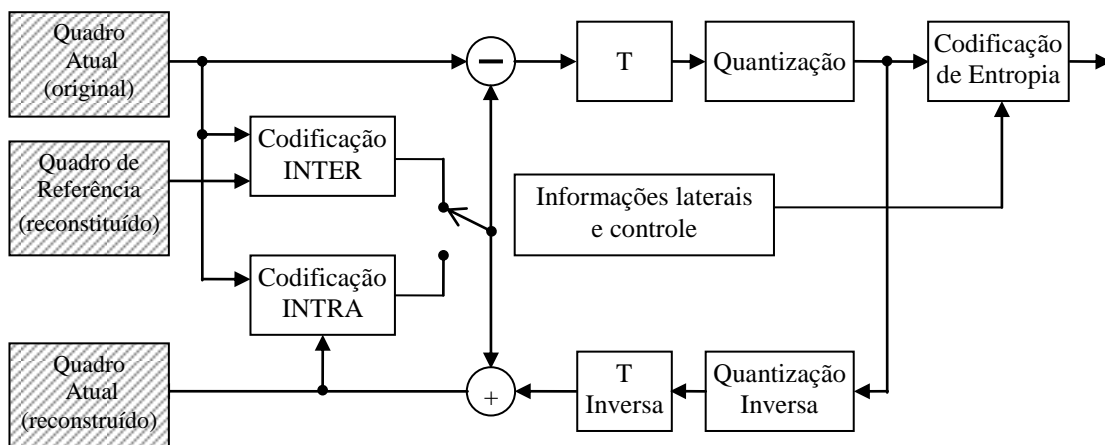 Quadro
Atual
(original)
T
Quantização
Codificação
de Entropia
Codificação
INTER
Quadro de
Referência
(reconstituído)
Informações laterais
e controle
Codificação
INTRA
Quadro
Atual
(reconstruído)
+
T
Inversa
Quantização
Inversa